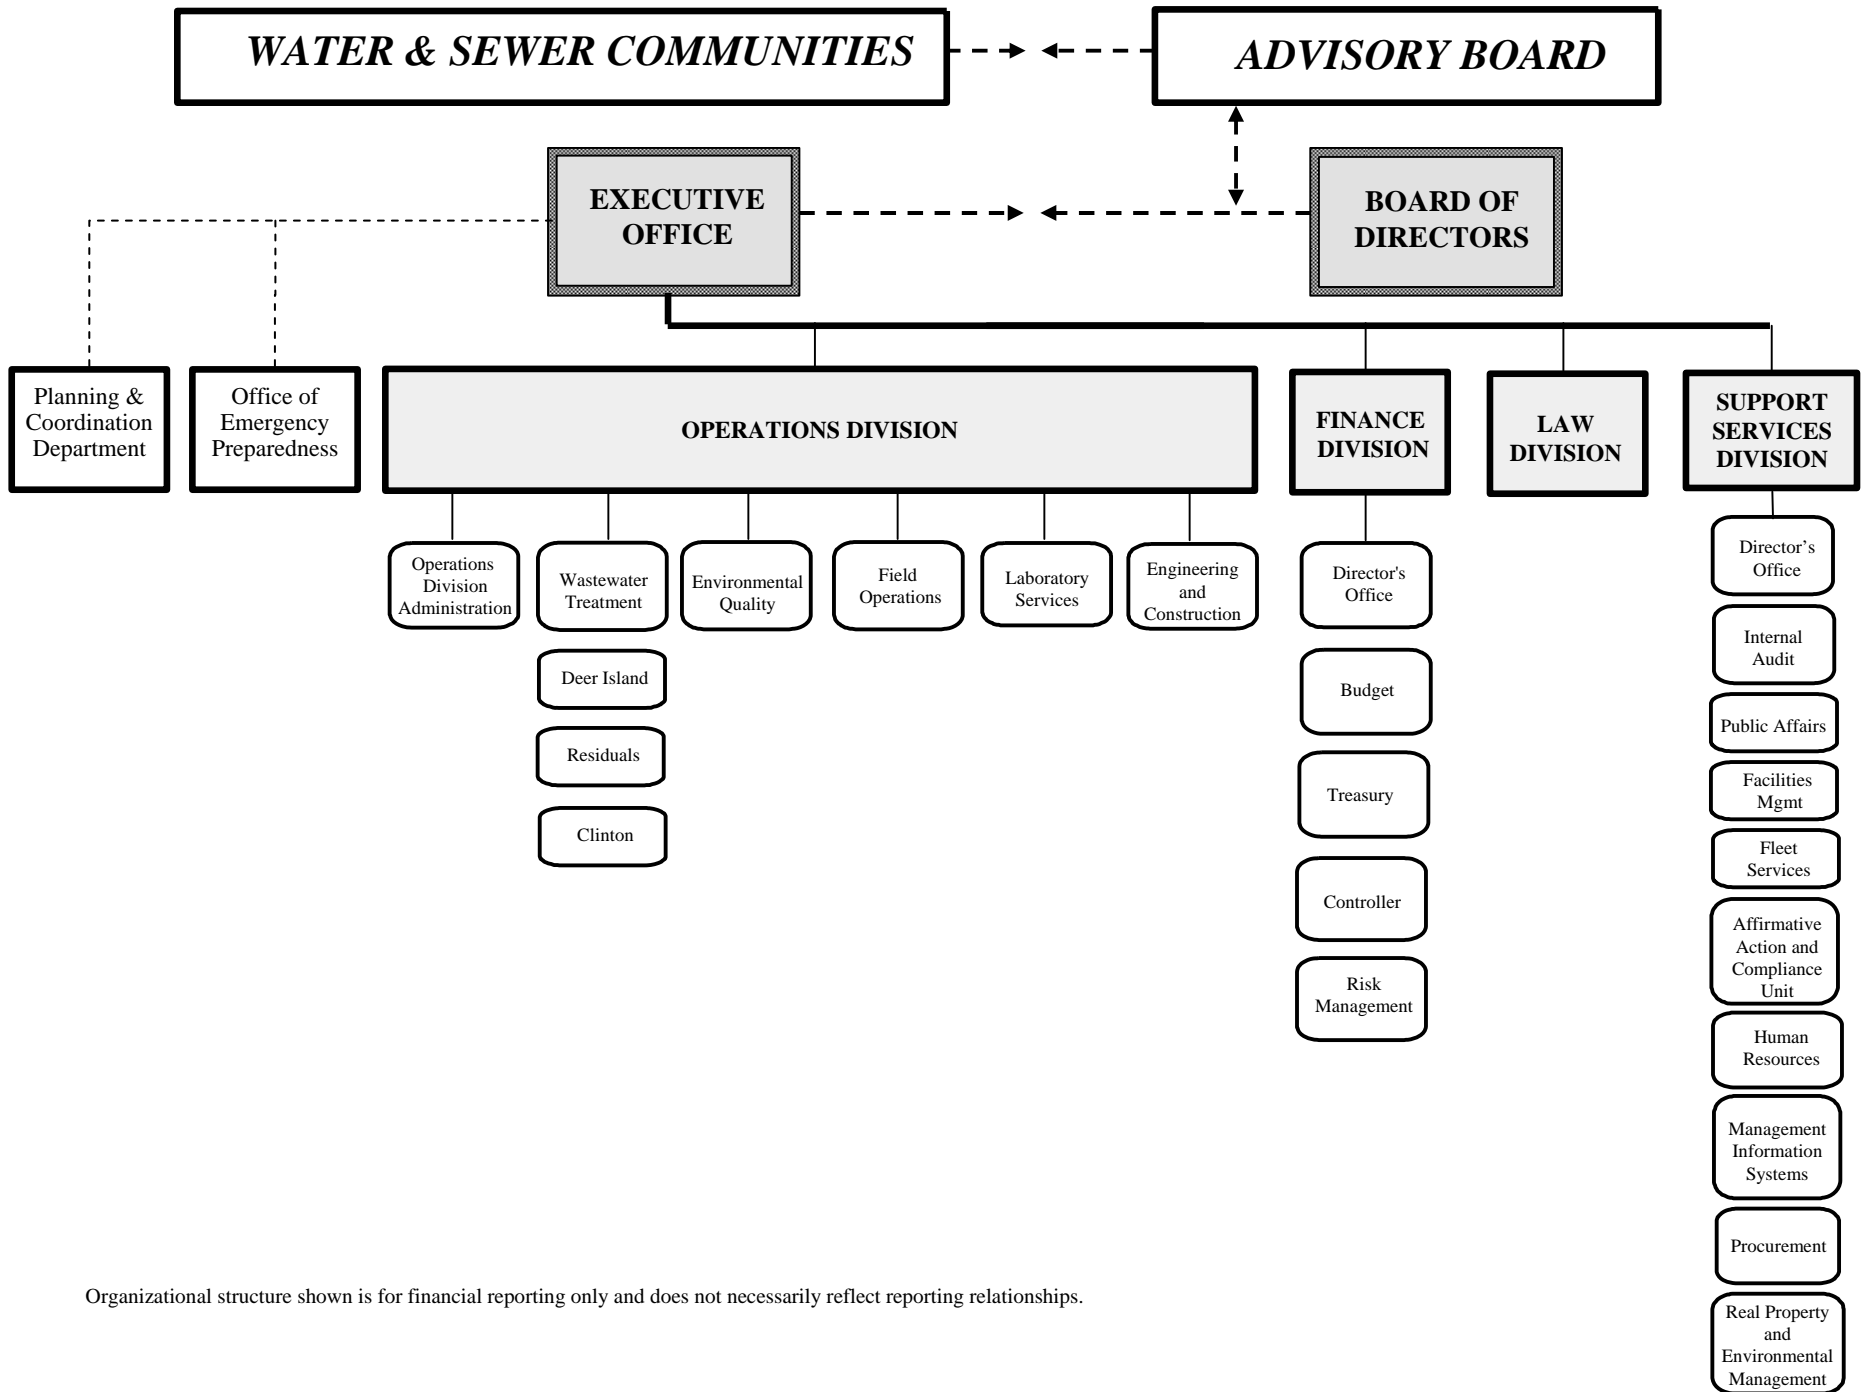 WATER & SEWER COMMUNITIES
ADVISORY BOARD
EXECUTIVE
OFFICE
BOARD OF
DIRECTORS
Planning &
Coordination
Department
Office of
Emergency
Preparedness
OPERATIONS DIVISION
FINANCE
DIVISION
LAW
DIVISION
SUPPORT
SERVICES
DIVISION
Operations
Division
Administration
Wastewater
Treatment
Deer Island
Residuals
Clinton
Environmental
Quality
Field
Operations
Laboratory
Services
Engineering
and
Construction
Director's
Office
Budget
Treasury
Controller
Risk
Management
Director’s
Office
Internal
Audit
Public Affairs
Facilities
Mgmt
Fleet
Services
Affirmative
Action and
Compliance
Unit
Human
Resources
Management
Information
Systems
Procurement
Real Property
and
Environmental
Management
Organizational structure shown is for financial reporting only and does not necessarily reflect reporting relationships.